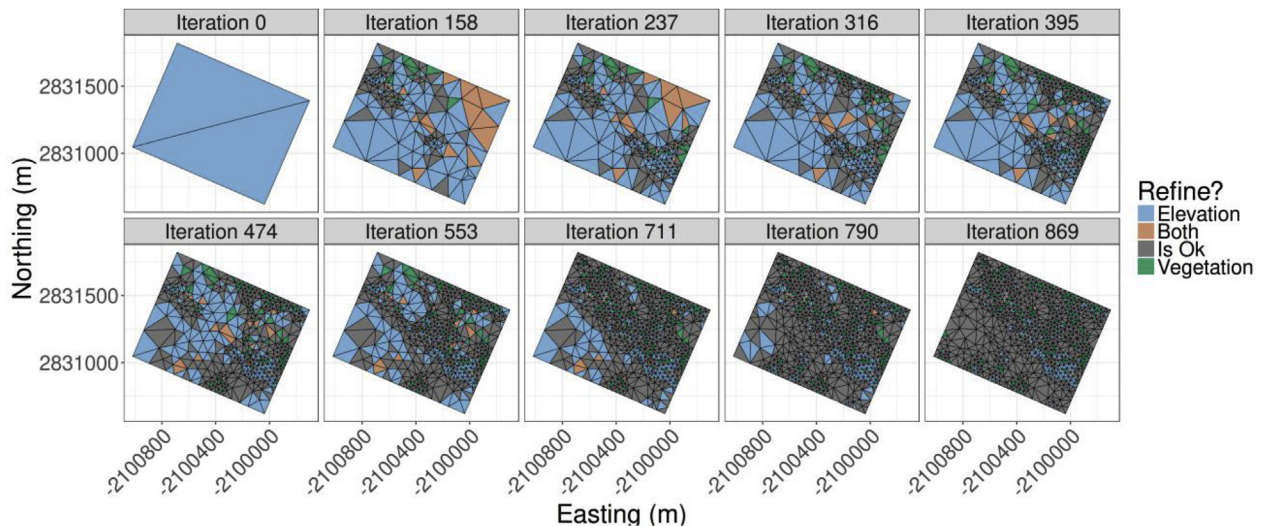 Iteration 0 Iteration 158 Iteration 237 Iteration 316 Iteration 395
2831500
2831000
Iteration 474 Iteration 553 Iteration 711 Iteration 790 Iteration 869
2831500
2831000
Northing (m)
-2100800 -2100400 -2100000 -2100800 -2100400 -2100000 -2100800 -2100400 -2100000 -2100800 -2100400 -2100000 -2100800 -2100400 -2100000
Easting (m)
Refine?
Elevation
Both
Is Ok
Vegetation